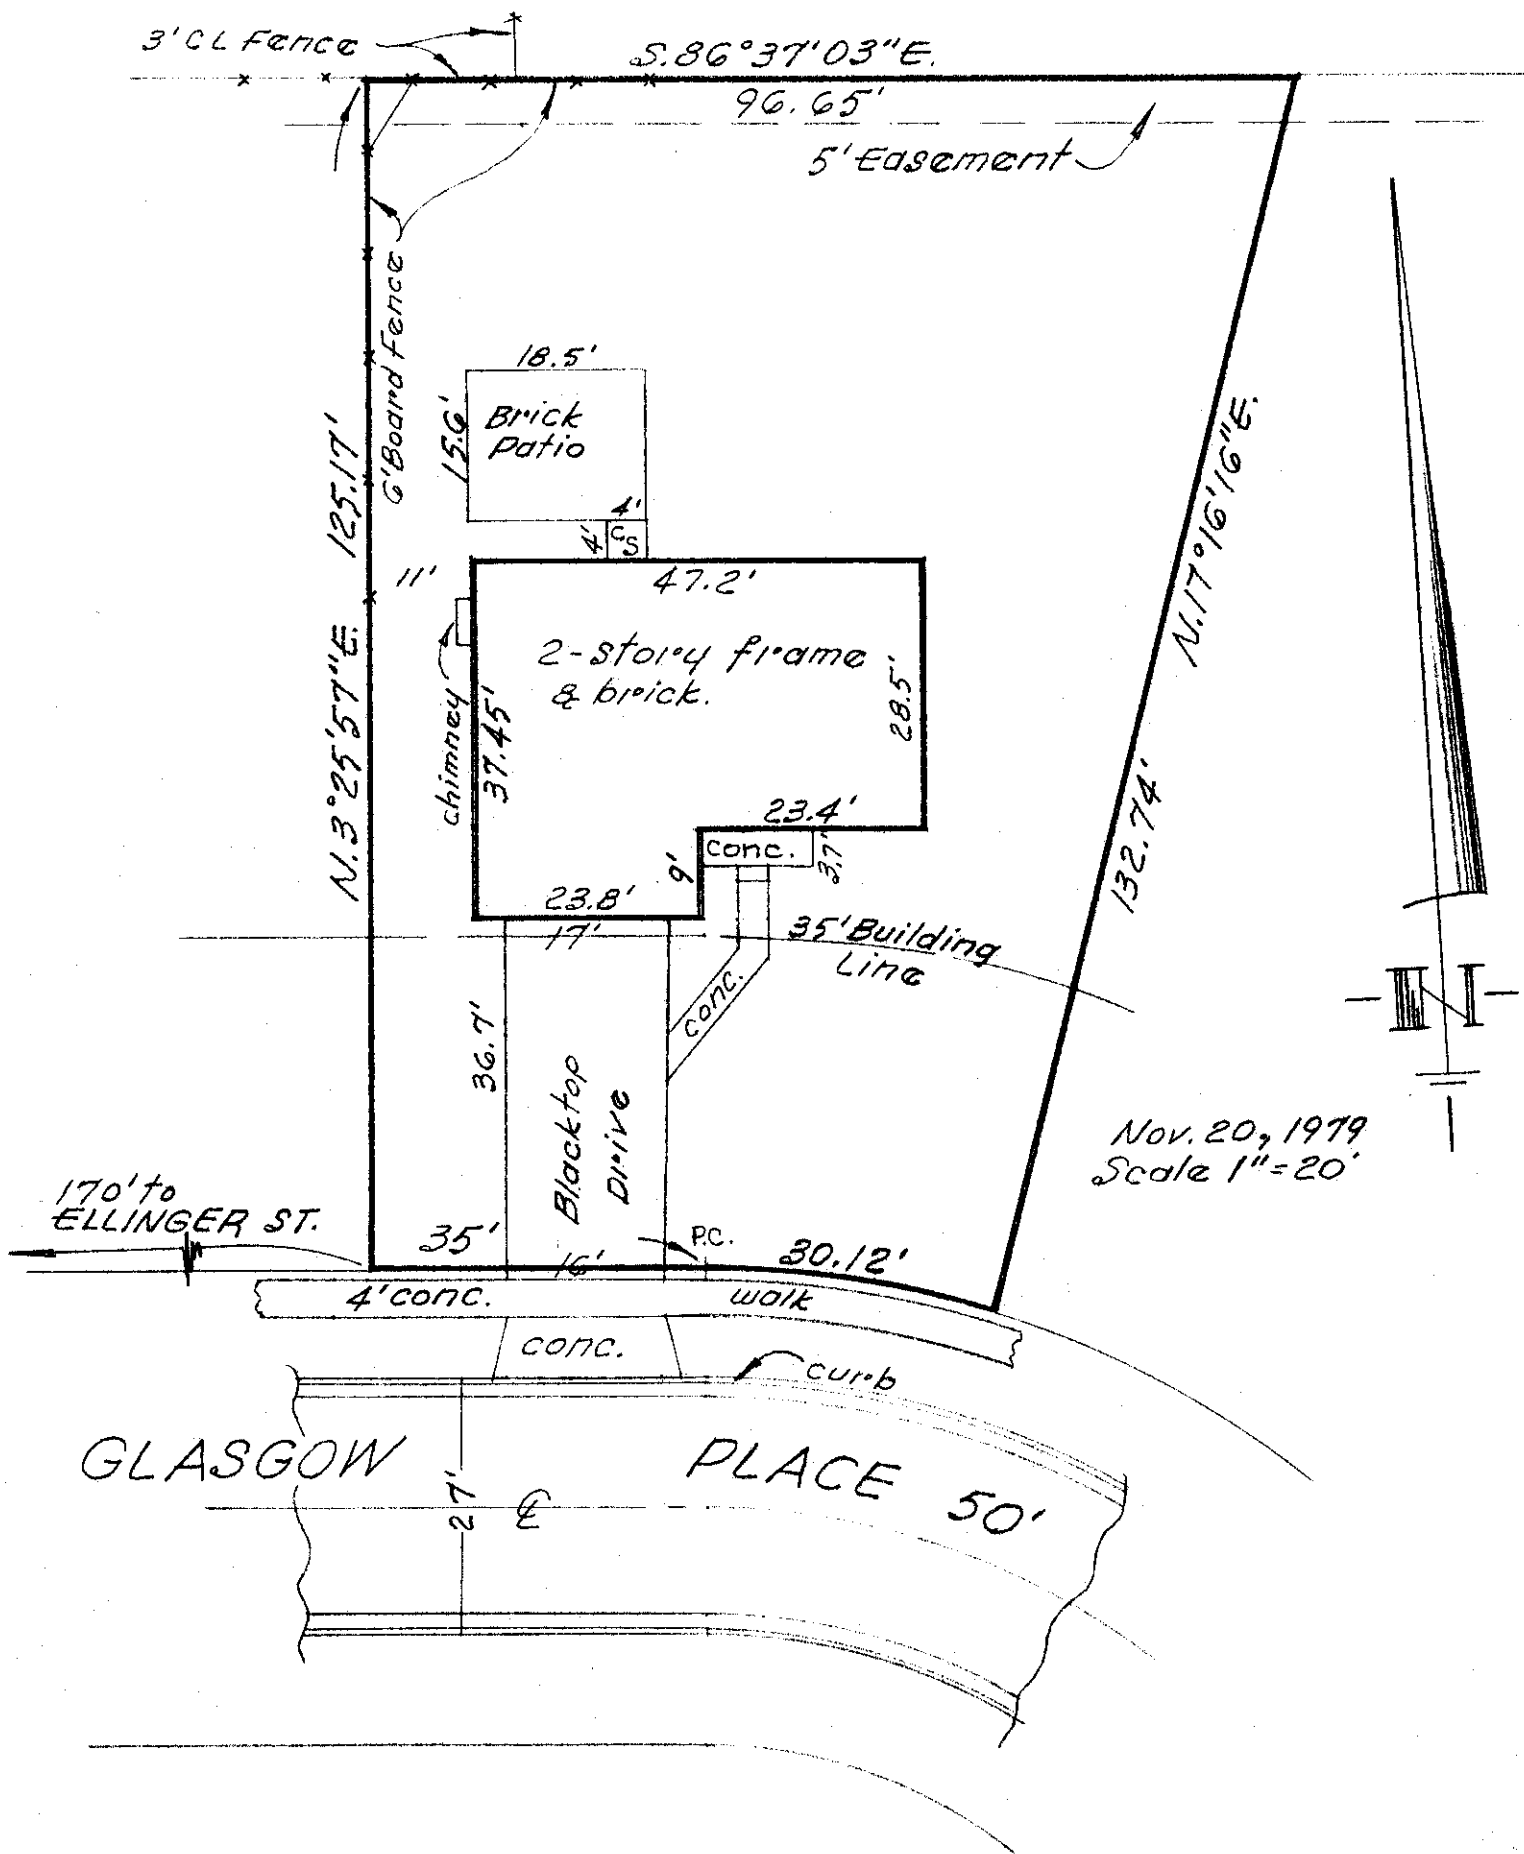 3' CL Fence
S. 86° 37' 03" E.
96.65'
5' Easement
6' Board Fence
18.5'
15.6'
Brick
Patio
4'
4'
CS
125.17'
N. 3° 25' 57" E.
11'
47.2'
2-story frame
& brick.
chimney
37.45'
28.5'
23.4'
conc.
3.7'
9'
23.8'
17'
35' Building
Line
conc.
N. 17° 16' 16" E.
132.74'
36.7'
Blacktop
Drive
N
Nov. 20, 1979
Scale 1" = 20'
170' to
ELLINGER ST.
35'
16'
P.C.
30.12'
4' conc.
walk
conc.
curb
GLASGOW PLACE 50'
27'
℄